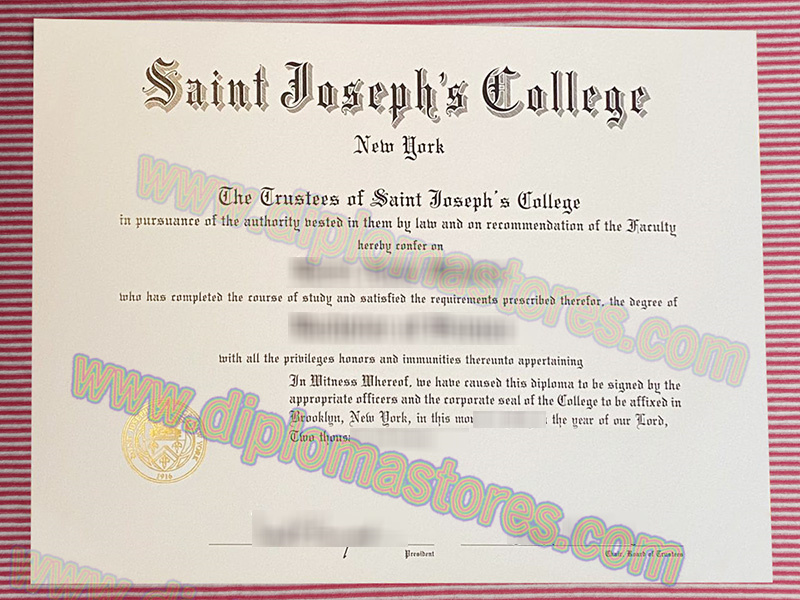 Saint Joseph's College
New York
The Trustees of Saint Joseph's College
in pursuance of the authority vested in them by law and on recommendation of the Faculty
hereby confer on
who has completed the course of study and satisfied the requirements prescribed therefor, the degree of
with all the privileges honors and immunities thereunto appertaining
In Witness Whereof, we have caused this diploma to be signed by the
appropriate officers and the corporate seal of the College to be affixed in
Brooklyn, New York, in this the year of our Lord,
Two
1916
President
Chair, Board of Trustees
www.diplomastores.com
www.diplomastores.com